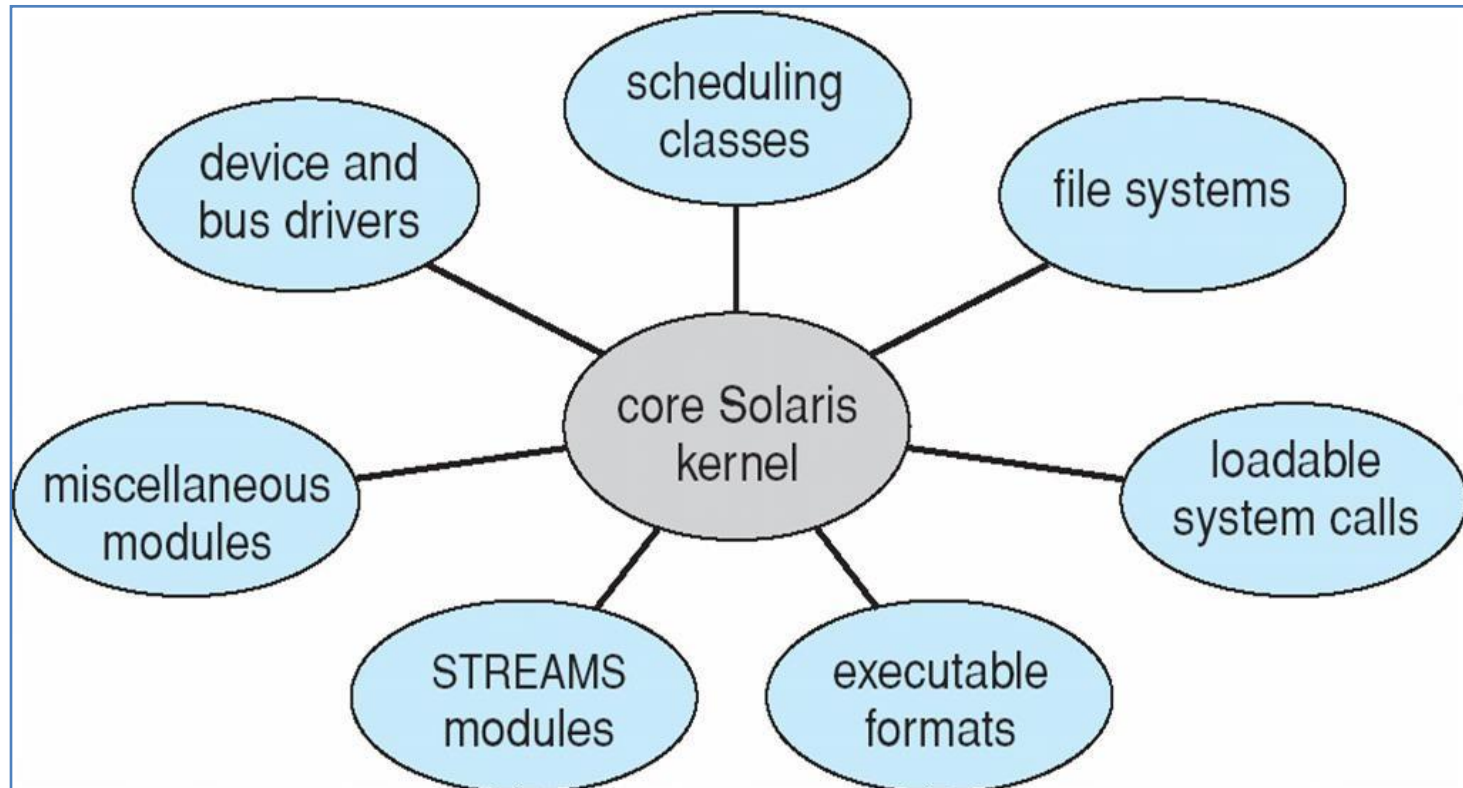 scheduling
classes
device and
bus drivers
file systems
core Solaris
kernel
miscellaneous
modules
loadable
system calls
STREAMS
modules
executable
formats